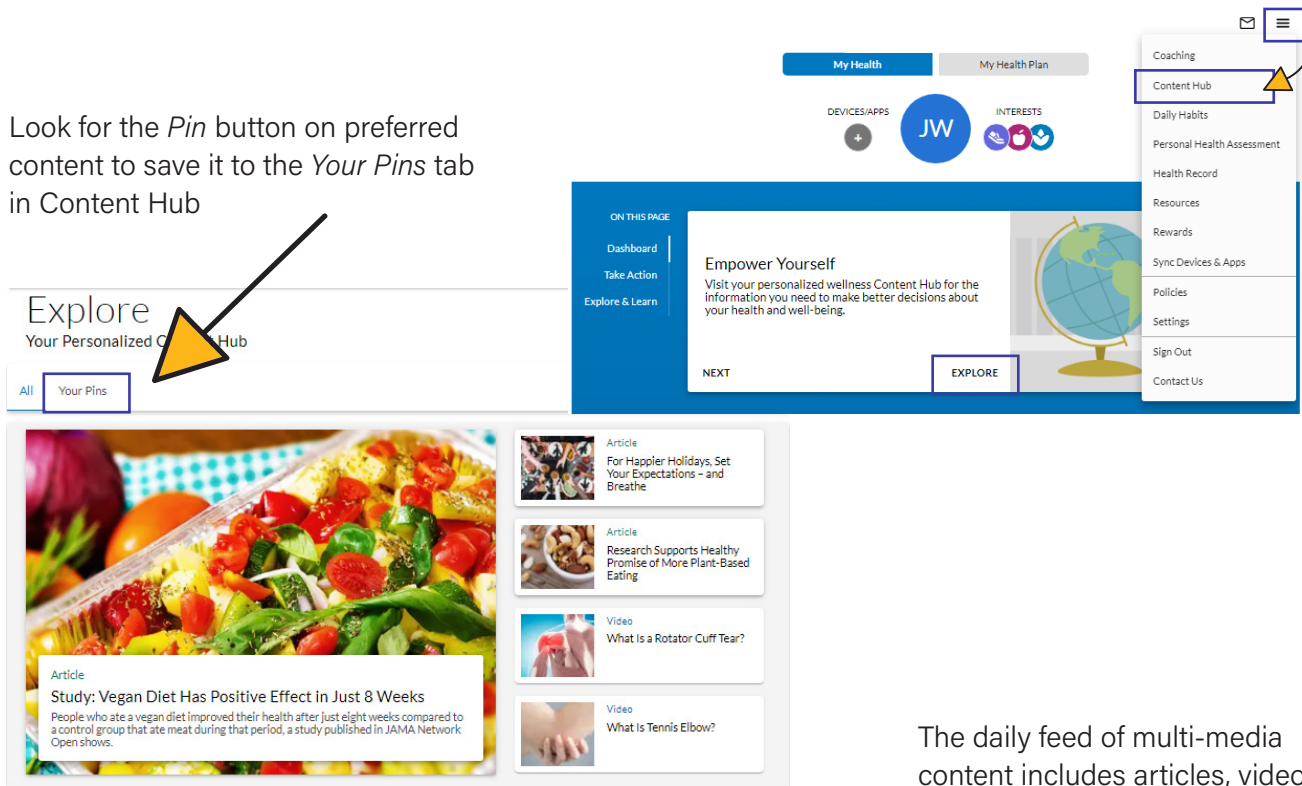 Look for the Pin button on preferred
content to save it to the Your Pins tab
in Content Hub
My Health
My Health Plan
DEVICES/APPS
+
JW
INTERESTS
Coaching
Content Hub
Daily Habits
Personal Health Assessment
Health Record
Resources
Rewards
Sync Devices & Apps
Policies
Settings
Sign Out
Contact Us
ON THIS PAGE
Dashboard
Take Action
Explore & Learn
Empower Yourself
Visit your personalized wellness Content Hub for the
information you need to make better decisions about
your health and well-being.
NEXT
EXPLORE
Explore
Your Personalized Hub
All
Your Pins
Article
Study: Vegan Diet Has Positive Effect in Just 8 Weeks
People who ate a vegan diet improved their health after just eight weeks compared to
a control group that ate meat during that period, a study published in JAMA Network
Open shows.
Article
For Happier Holidays, Set
Your Expectations – and
Breathe
Article
Research Supports Healthy
Promise of More Plant-Based
Eating
Video
What Is a Rotator Cuff Tear?
Video
What Is Tennis Elbow?
The daily feed of multi-media
content includes articles,